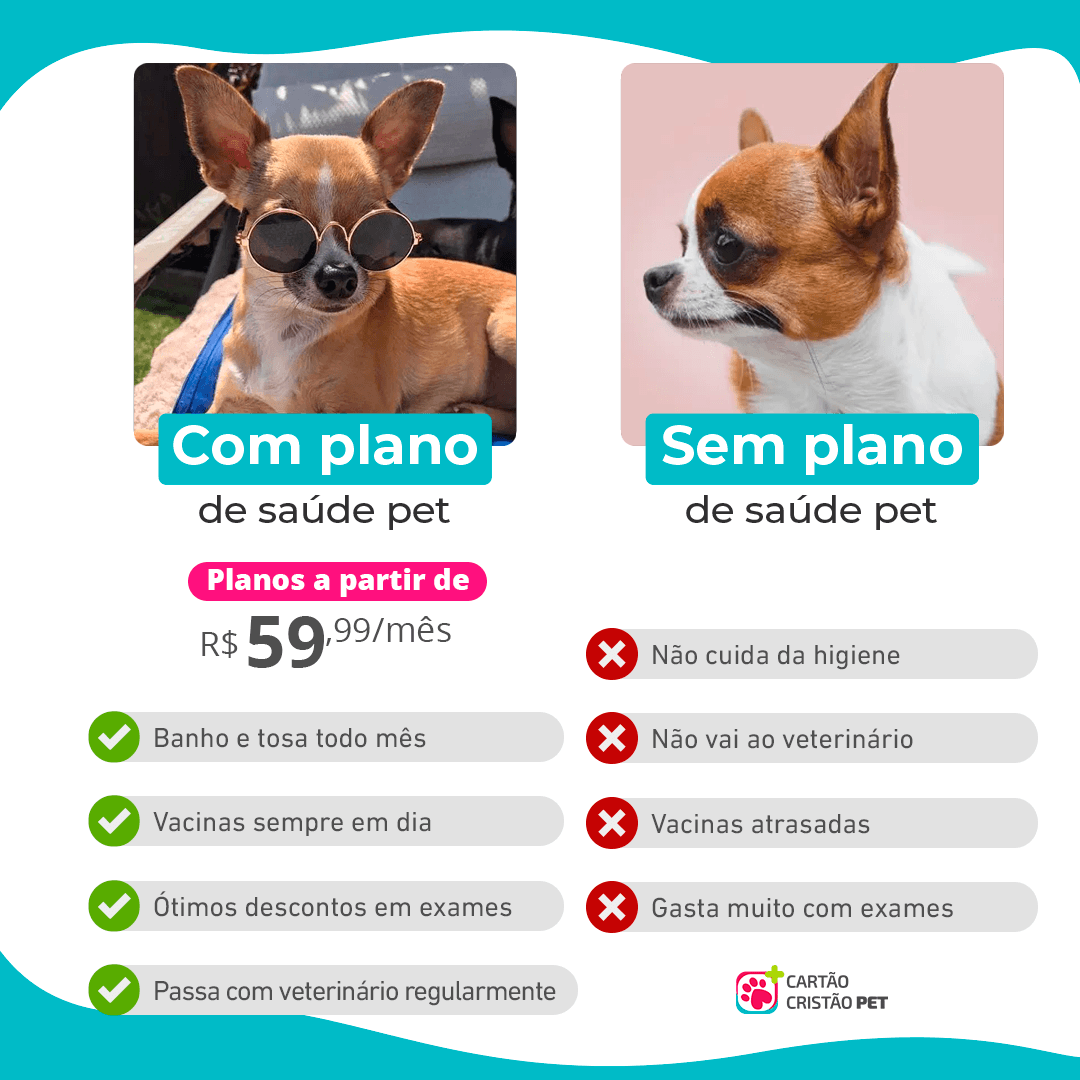 Com plano
de saúde pet
Planos a partir de
R$ 59,99/mês
Banho e tosa todo mês
Vacinas sempre em dia
Ótimos descontos em exames
Passa com veterinário regularmente
Sem plano
de saúde pet
Não cuida da higiene
Não vai ao veterinário
Vacinas atrasadas
Gasta muito com exames
CARTÃO
CRISTÃO PET